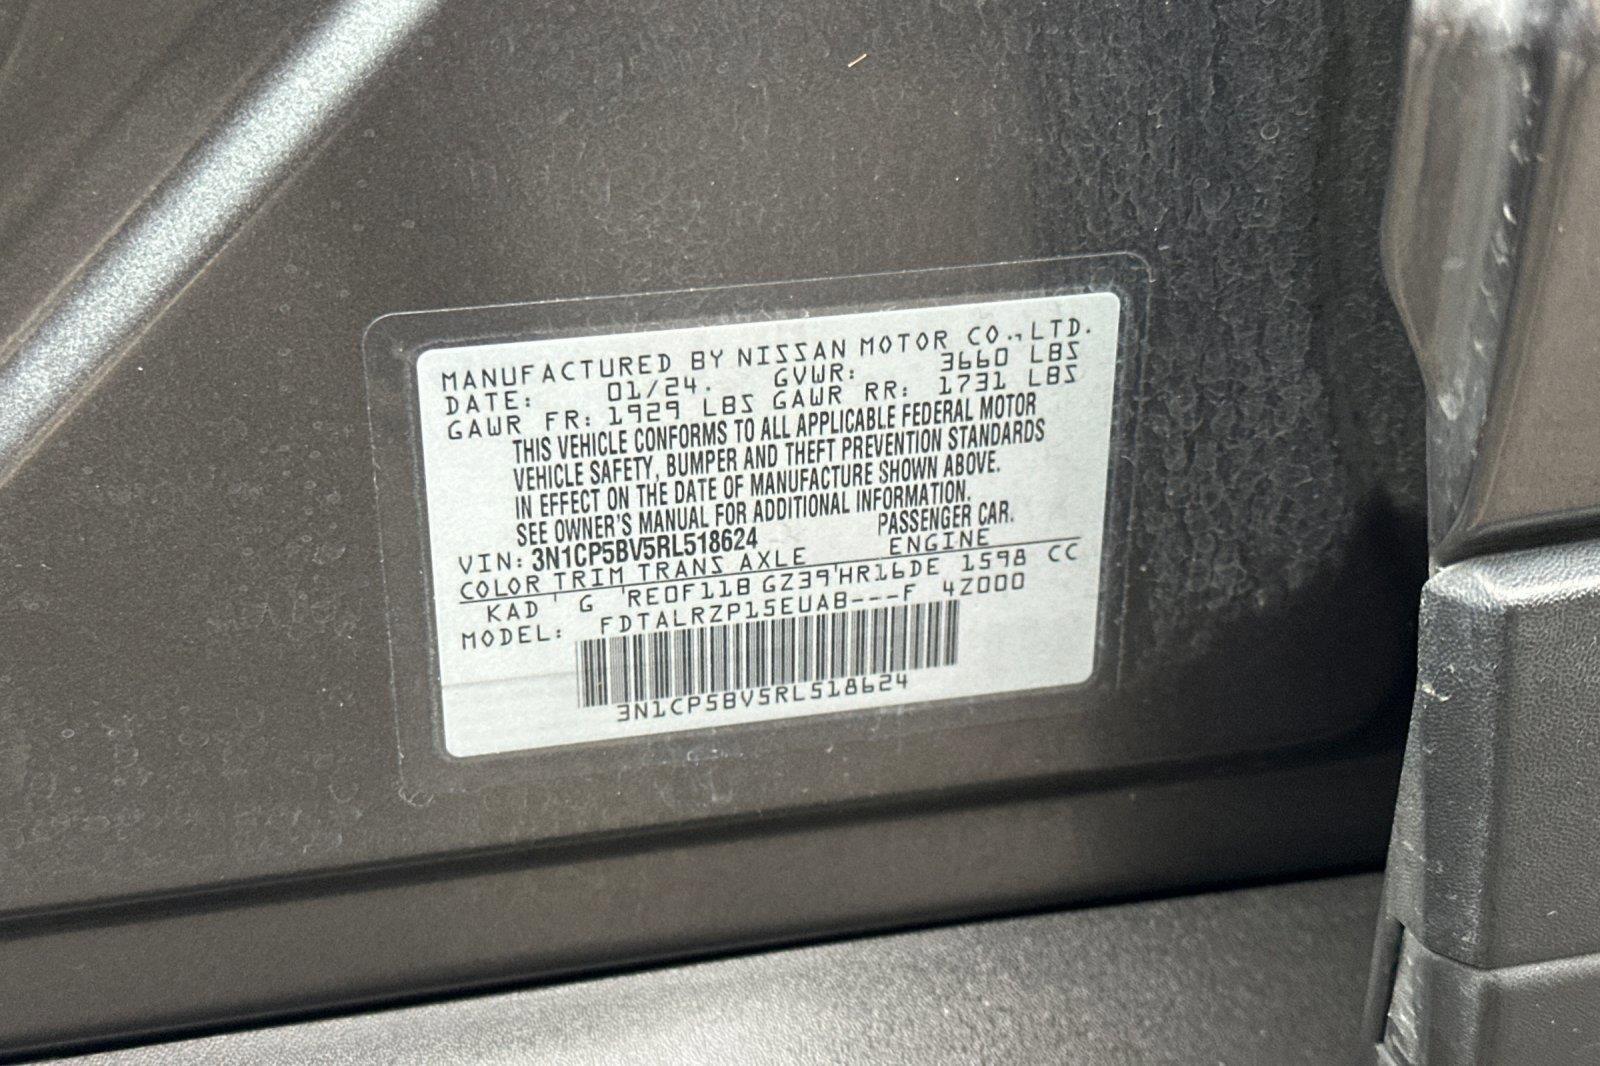 MANUFACTURED BY NISSAN MOTOR CO., LTD.
DATE: 01/24. GVWR: 3660 LBS
GAWR FR: 1929 LBS GAWR RR: 1731 LBS
THIS VEHICLE CONFORMS TO ALL APPLICABLE FEDERAL MOTOR
VEHICLE SAFETY, BUMPER AND THEFT PREVENTION STANDARDS
IN EFFECT ON THE DATE OF MANUFACTURE SHOWN ABOVE.
SEE OWNER'S MANUAL FOR ADDITIONAL INFORMATION.
VIN: 3N1CP5BV5RL518624 PASSENGER CAR.
COLOR TRIM TRANS AXLE ENGINE
KAD G RE0F11B GZ39 HR16DE 1598 CC
MODEL: FDTALRZP15EUAB---F 4Z000
3N1CP5BV5RL518624